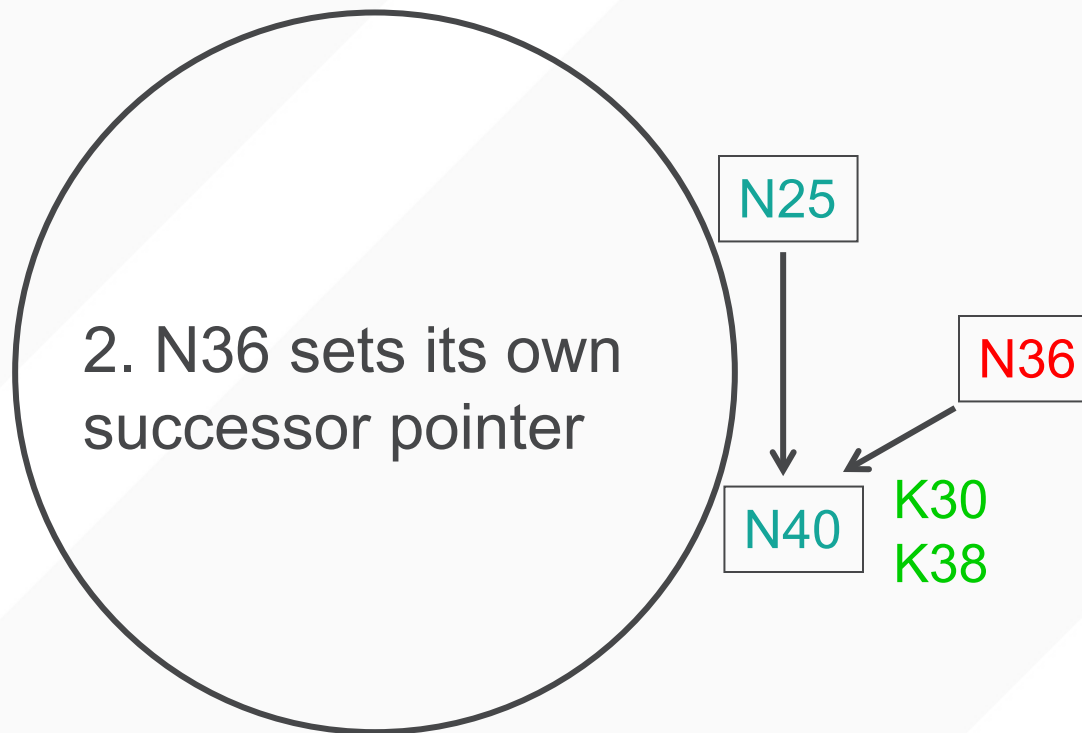 N25
2. N36 sets its own
successor pointer
N36
N40
K30
K38